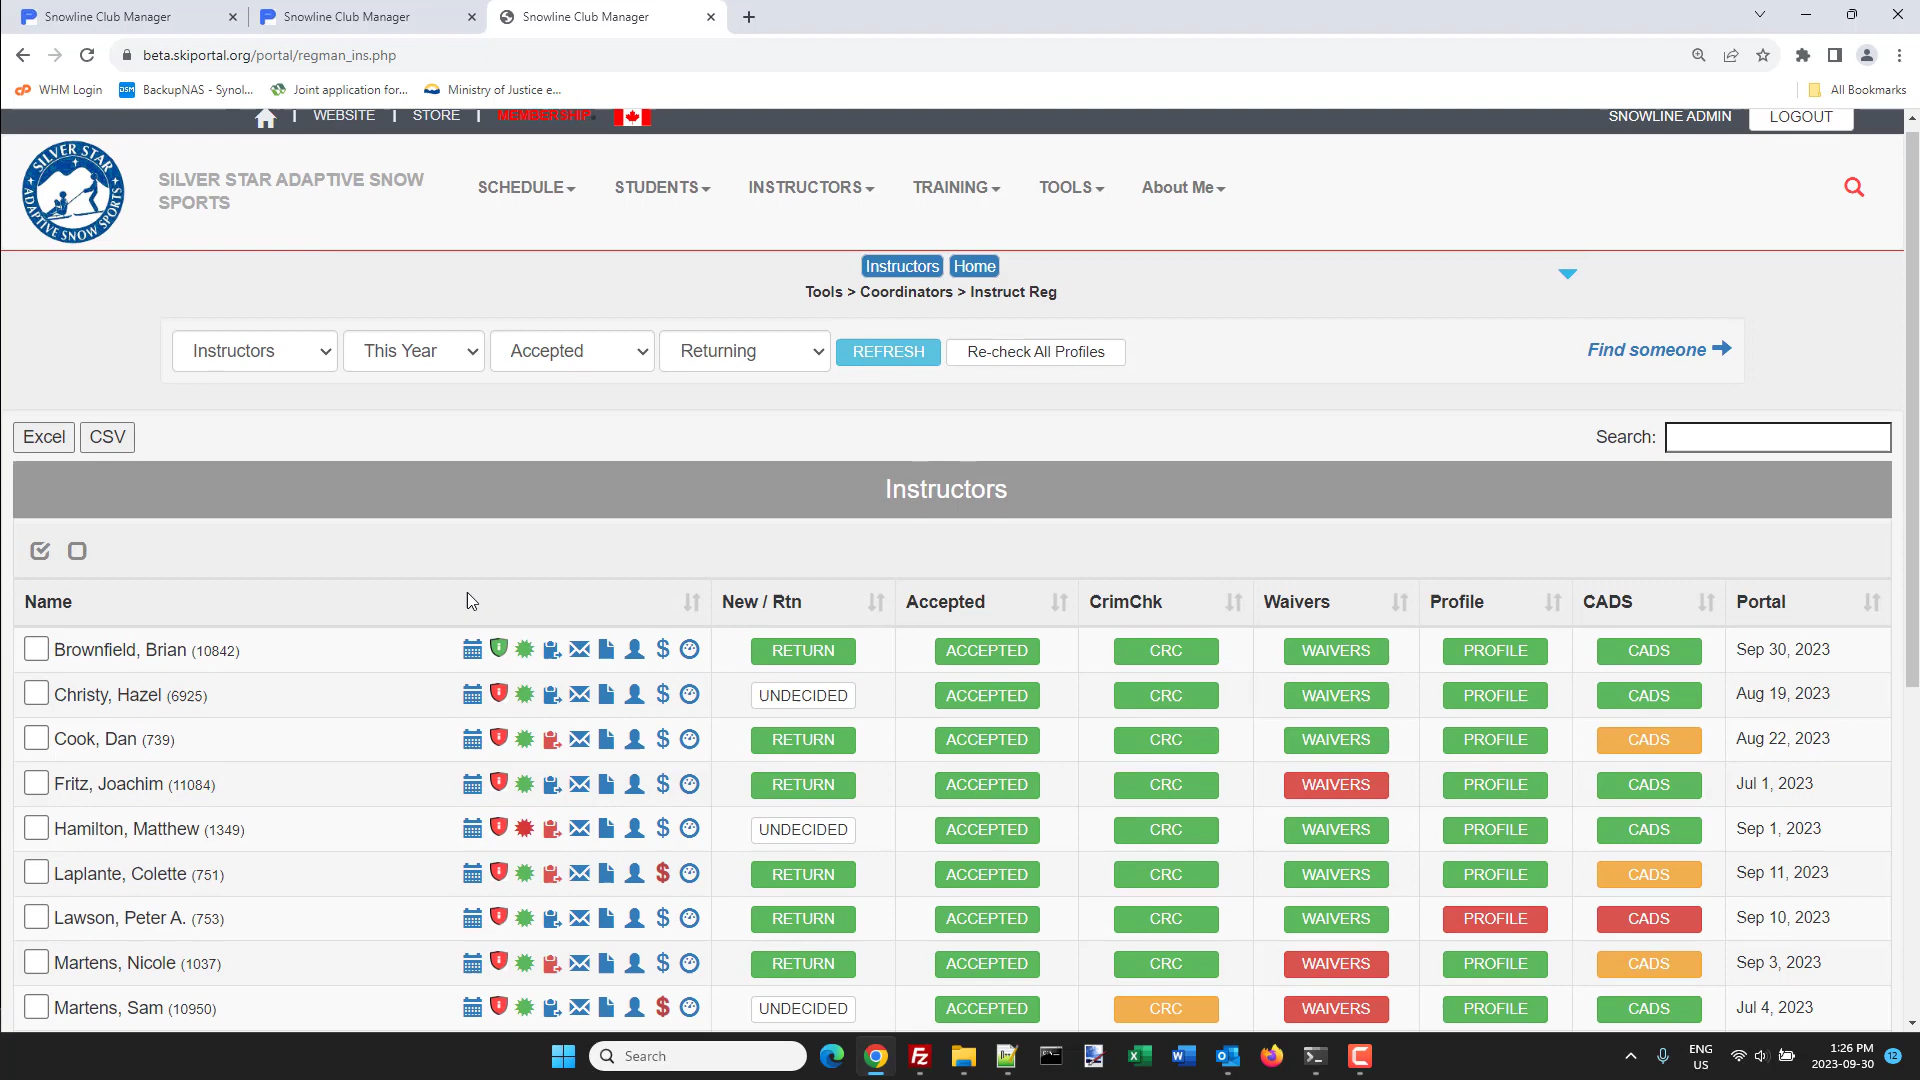 Snowline Club Manager
Snowline Club Manager
Snowline Club Manager
beta.skiportal.org/portal/regman_ins.php
WHM Login
BackupNAS - Synol...
Joint application for...
Ministry of Justice e...
All Bookmarks
WEBSITE | STORE | MEMBERSHIP
SNOWLINE ADMIN
LOGOUT
SILVER STAR
ADAPTIVE SNOW SPORTS
SILVER STAR ADAPTIVE SNOW
SPORTS
SCHEDULE
STUDENTS
INSTRUCTORS
TRAINING
TOOLS
About Me
Instructors Home
Tools > Coordinators > Instruct Reg
Instructors
This Year
Accepted
Returning
REFRESH
Re-check All Profiles
Find someone
Excel
CSV
Search:
Instructors
Name New / Rtn Accepted CrimChk Waivers Profile CADS Portal
Brownfield, Brian (10842) $ RETURN ACCEPTED CRC WAIVERS PROFILE CADS Sep 30, 2023
Christy, Hazel (6925) $ UNDECIDED ACCEPTED CRC WAIVERS PROFILE CADS Aug 19, 2023
Cook, Dan (739) $ RETURN ACCEPTED CRC WAIVERS PROFILE CADS Aug 22, 2023
Fritz, Joachim (11084) $ RETURN ACCEPTED CRC WAIVERS PROFILE CADS Jul 1, 2023
Hamilton, Matthew (1349) $ UNDECIDED ACCEPTED CRC WAIVERS PROFILE CADS Sep 1, 2023
Laplante, Colette (751) $ RETURN ACCEPTED CRC WAIVERS PROFILE CADS Sep 11, 2023
Lawson, Peter A. (753) $ RETURN ACCEPTED CRC WAIVERS PROFILE CADS Sep 10, 2023
Martens, Nicole (1037) $ RETURN ACCEPTED CRC WAIVERS PROFILE CADS Sep 3, 2023
Martens, Sam (10950) $ UNDECIDED ACCEPTED CRC WAIVERS PROFILE CADS Jul 4, 2023
Search
ENG
US
1:26 PM
2023-09-30
12